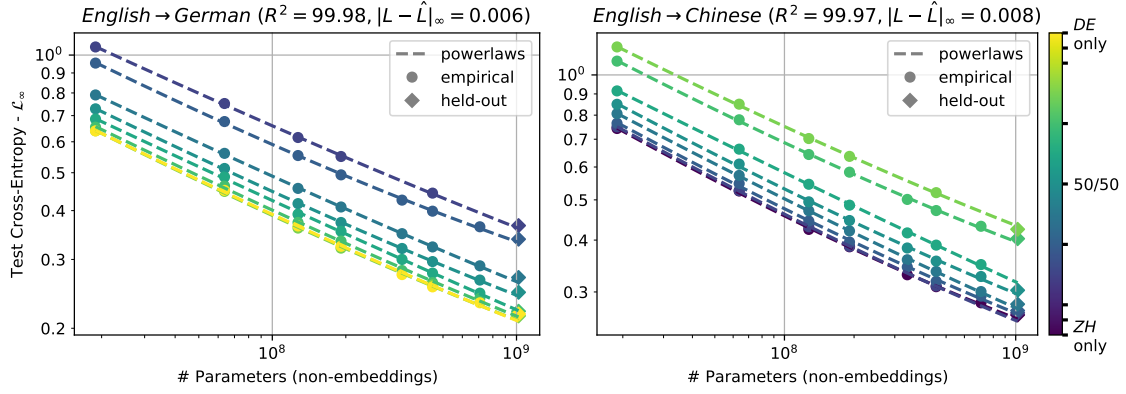 English→German (R² = 99.98, |L − L̂|∞ = 0.006)
Test Cross-Entropy - 𝓛∞
10⁰
0.9
0.8
0.7
0.6
0.5
0.4
0.3
0.2
powerlaws
empirical
held-out
10⁸
10⁹
# Parameters (non-embeddings)
English→Chinese (R² = 99.97, |L − L̂|∞ = 0.008)
10⁰
0.9
0.8
0.7
0.6
0.5
0.4
0.3
powerlaws
empirical
held-out
10⁸
10⁹
# Parameters (non-embeddings)
DE
only
50/50
ZH
only